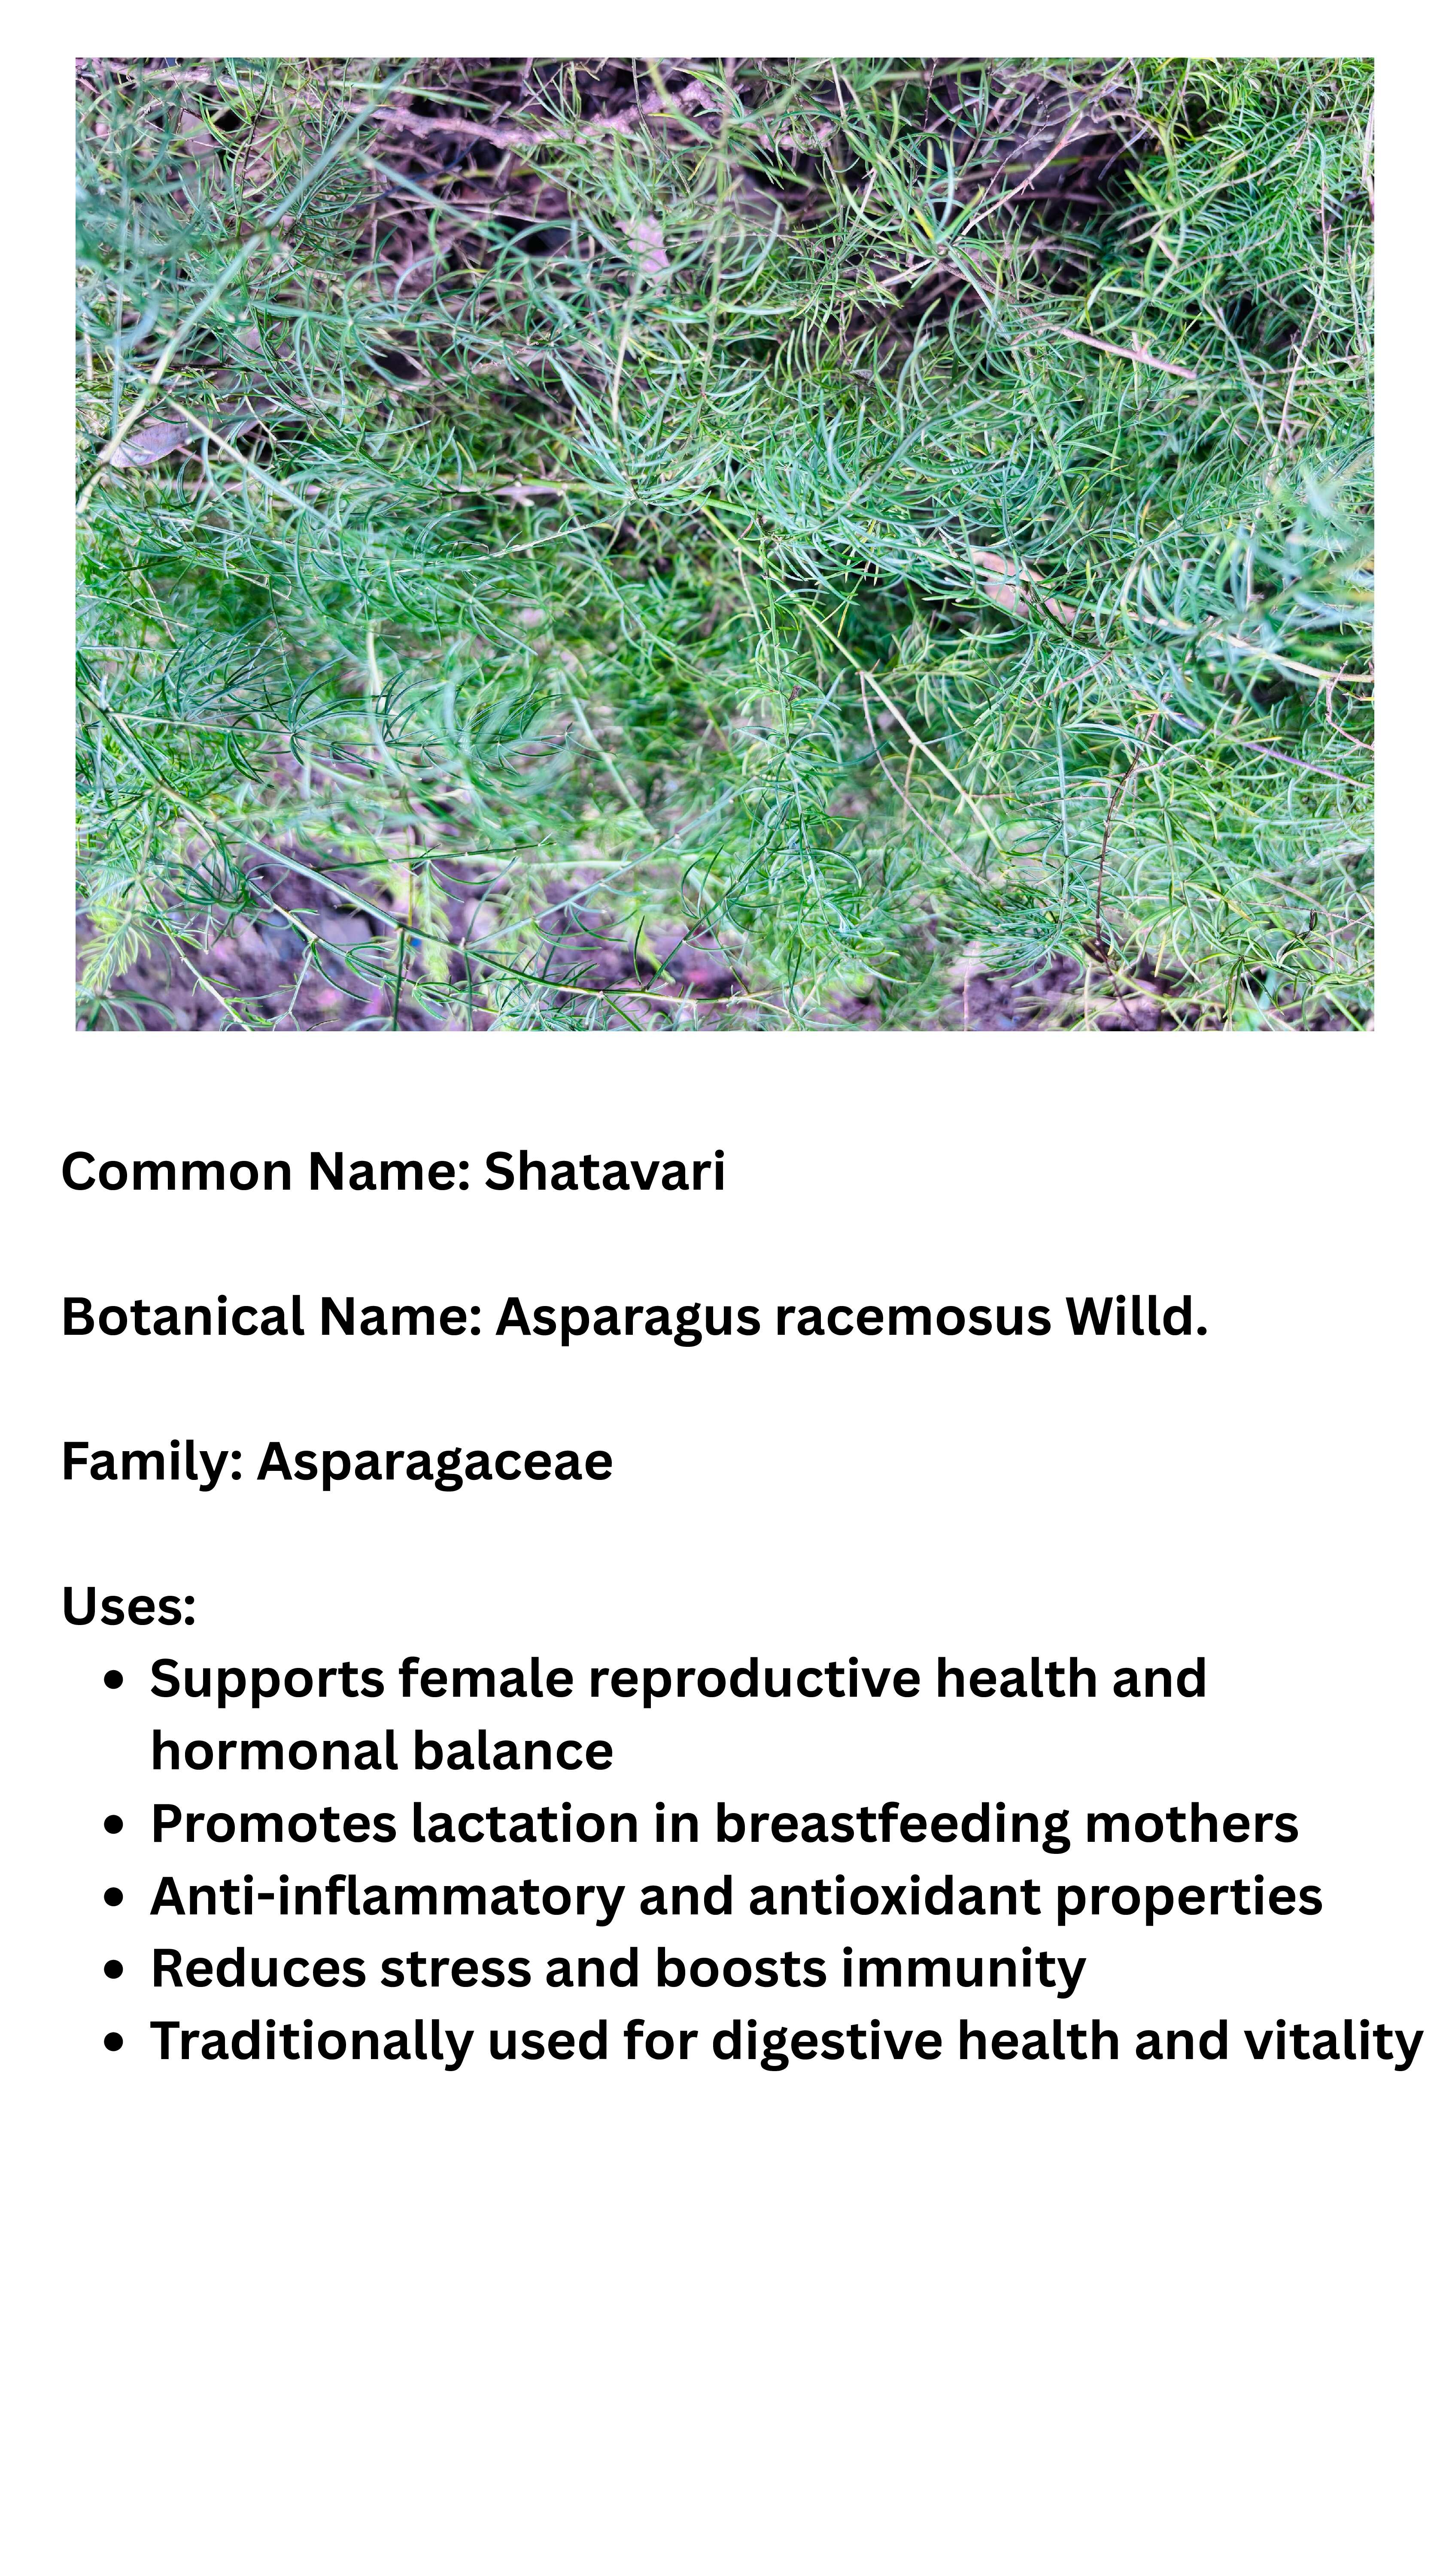 Common Name: Shatavari
Botanical Name: Asparagus racemosus Willd.
Family: Asparagaceae
Uses:
• Supports female reproductive health and
hormonal balance
• Promotes lactation in breastfeeding mothers
• Anti-inflammatory and antioxidant properties
• Reduces stress and boosts immunity
• Traditionally used for digestive health and vitality